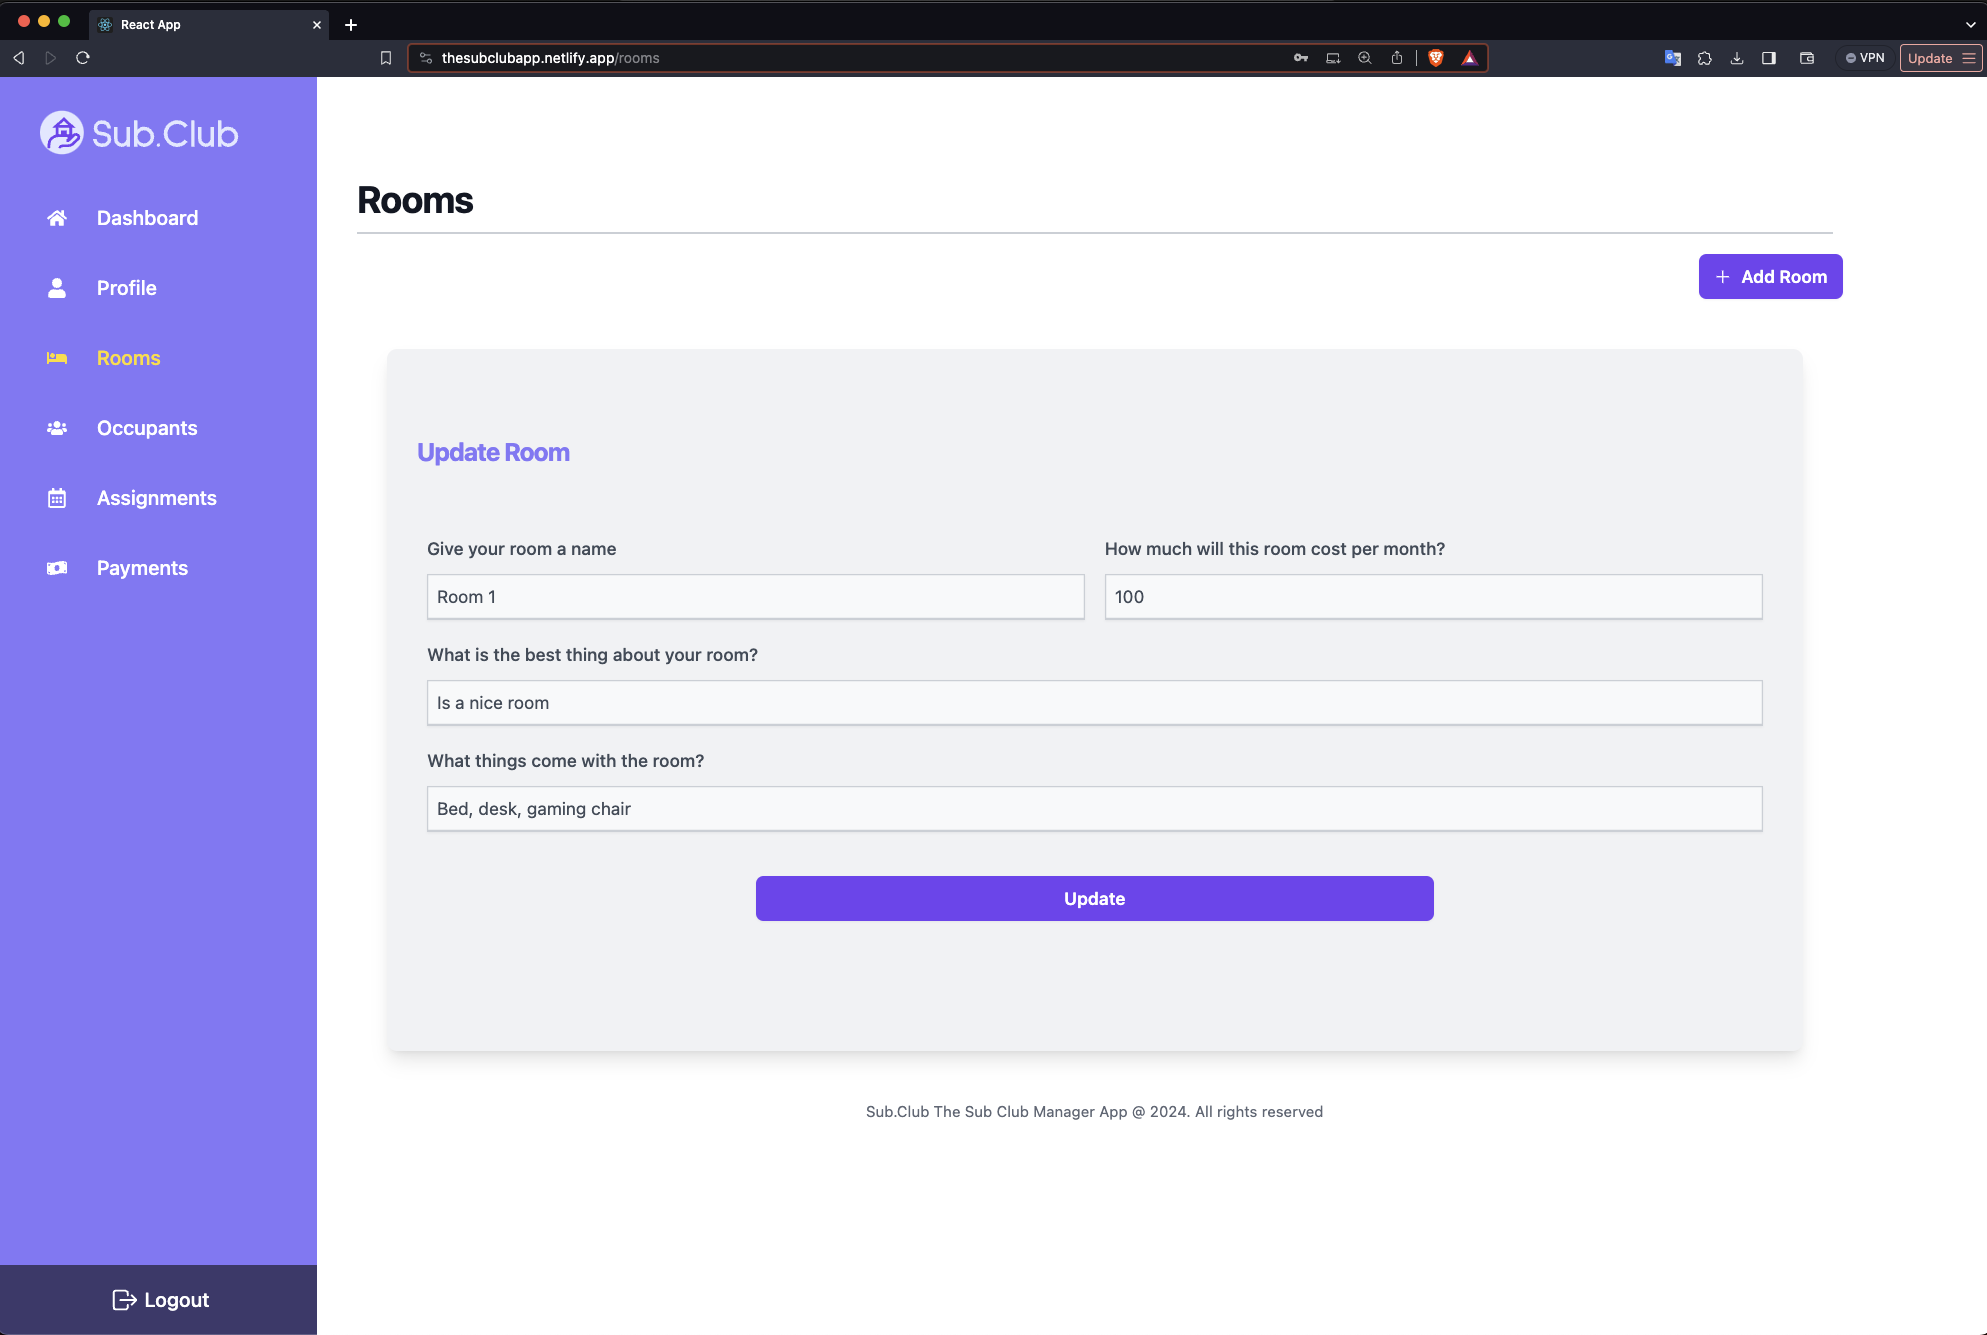 React App
thesubclubapp.netlify.app/rooms
VPN
Update
Sub.Club
Dashboard
Profile
Rooms
Occupants
Assignments
Payments
Logout
Rooms
Add Room
Update Room
Give your room a name
How much will this room cost per month?
Room 1
100
What is the best thing about your room?
Is a nice room
What things come with the room?
Bed, desk, gaming chair
Update
Sub.Club The Sub Club Manager App @ 2024. All rights reserved